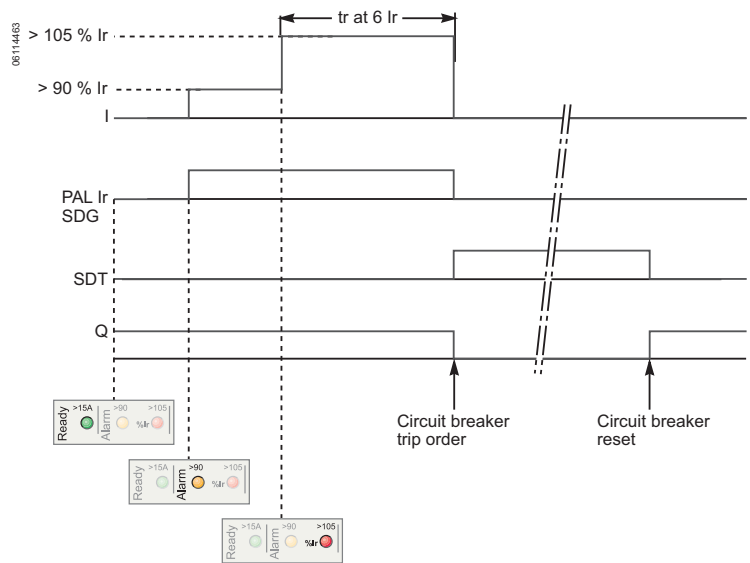 06114463
tr at 6 Ir
> 105 % Ir
> 90 % Ir
I
PAL Ir
SDG
SDT
Q
Circuit breaker
trip order
Circuit breaker
reset
Ready
>15A
Alarm
>90
%Ir
>105
Ready
>15A
Alarm
>90
%Ir
>105
Ready
>15A
Alarm
>90
%Ir
>105